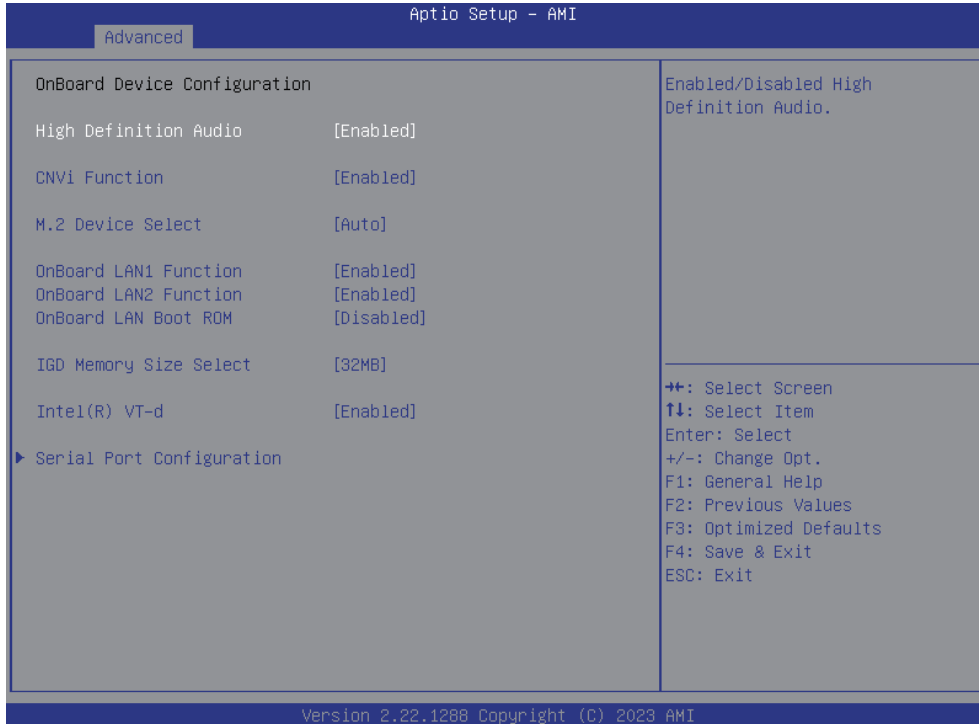 Aptio Setup – AMI
Advanced
OnBoard Device Configuration
High Definition Audio [Enabled]
CNVi Function [Enabled]
M.2 Device Select [Auto]
OnBoard LAN1 Function [Enabled]
OnBoard LAN2 Function [Enabled]
OnBoard LAN Boot ROM [Disabled]
IGD Memory Size Select [32MB]
Intel(R) VT-d [Enabled]
▶ Serial Port Configuration
Enabled/Disabled High
Definition Audio.
→←: Select Screen
↑↓: Select Item
Enter: Select
+/-: Change Opt.
F1: General Help
F2: Previous Values
F3: Optimized Defaults
F4: Save & Exit
ESC: Exit
Version 2.22.1288 Copyright (C) 2023 AMI